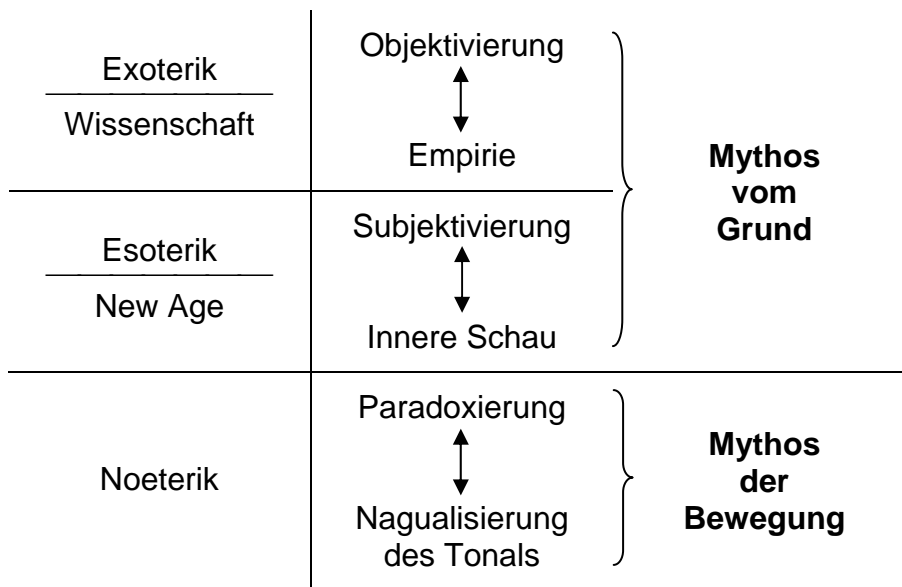 Exoterik
Wissenschaft
Objektivierung
Empirie
Esoterik
New Age
Subjektivierung
Innere Schau
Mythos
vom
Grund
Noeterik
Paradoxierung
Nagualisierung
des Tonals
Mythos
der
Bewegung